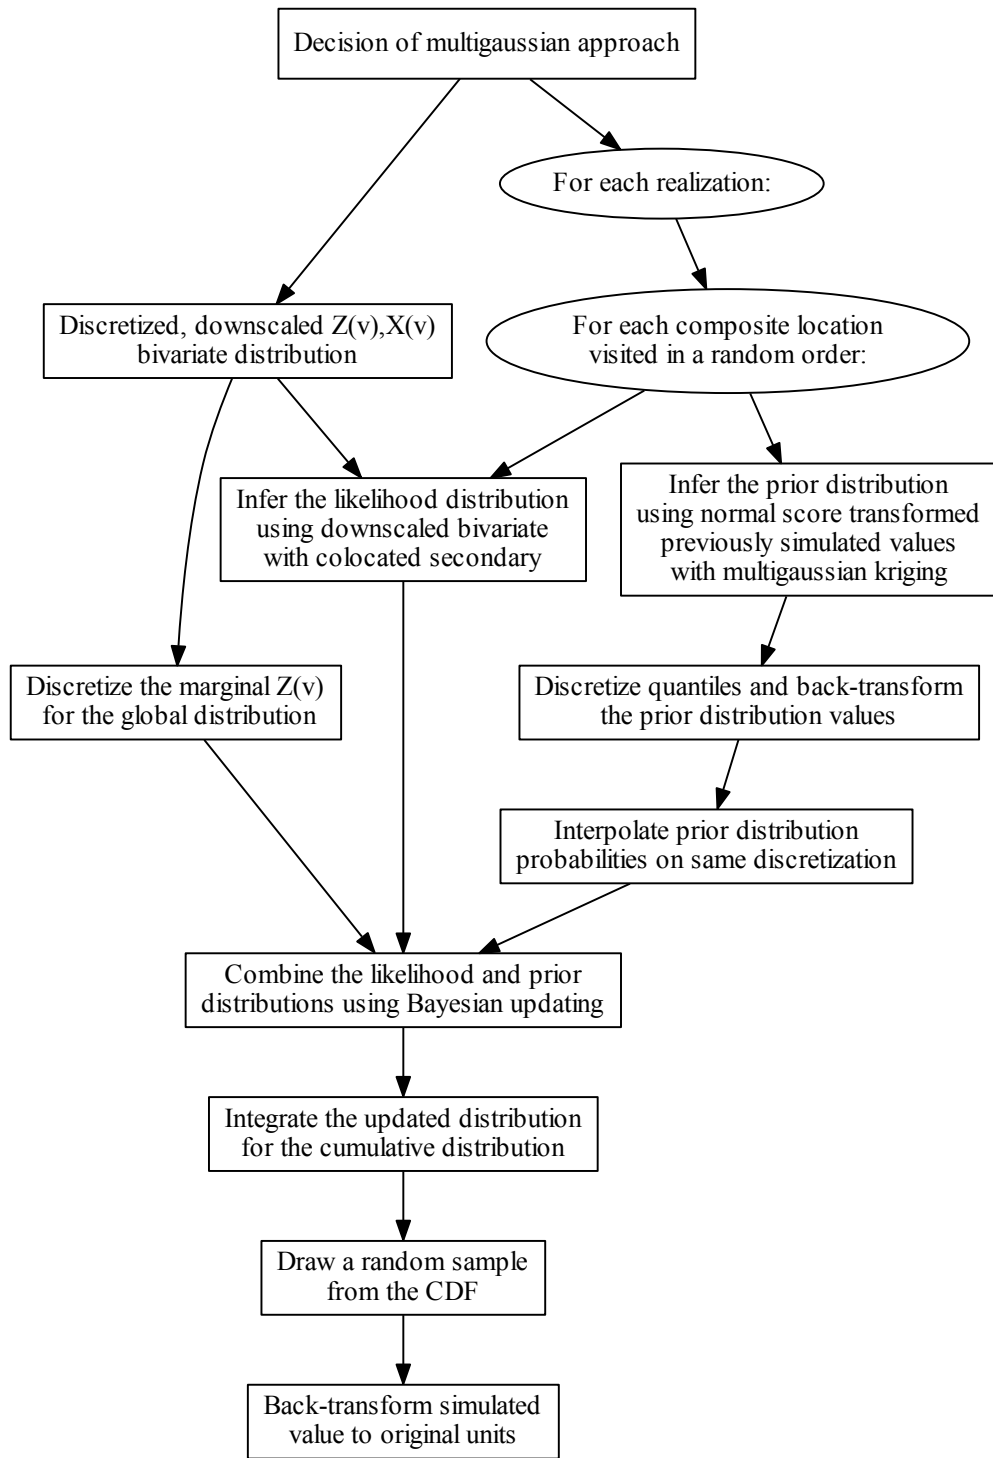 Decision of multigaussian approach
For each realization:
Discretized, downscaled Z(v),X(v)
bivariate distribution
For each composite location
visited in a random order:
Infer the likelihood distribution
using downscaled bivariate
with colocated secondary
Infer the prior distribution
using normal score transformed
previously simulated values
with multigaussian kriging
Discretize the marginal Z(v)
for the global distribution
Discretize quantiles and back-transform
the prior distribution values
Interpolate prior distribution
probabilities on same discretization
Combine the likelihood and prior
distributions using Bayesian updating
Integrate the updated distribution
for the cumulative distribution
Draw a random sample
from the CDF
Back-transform simulated
value to original units